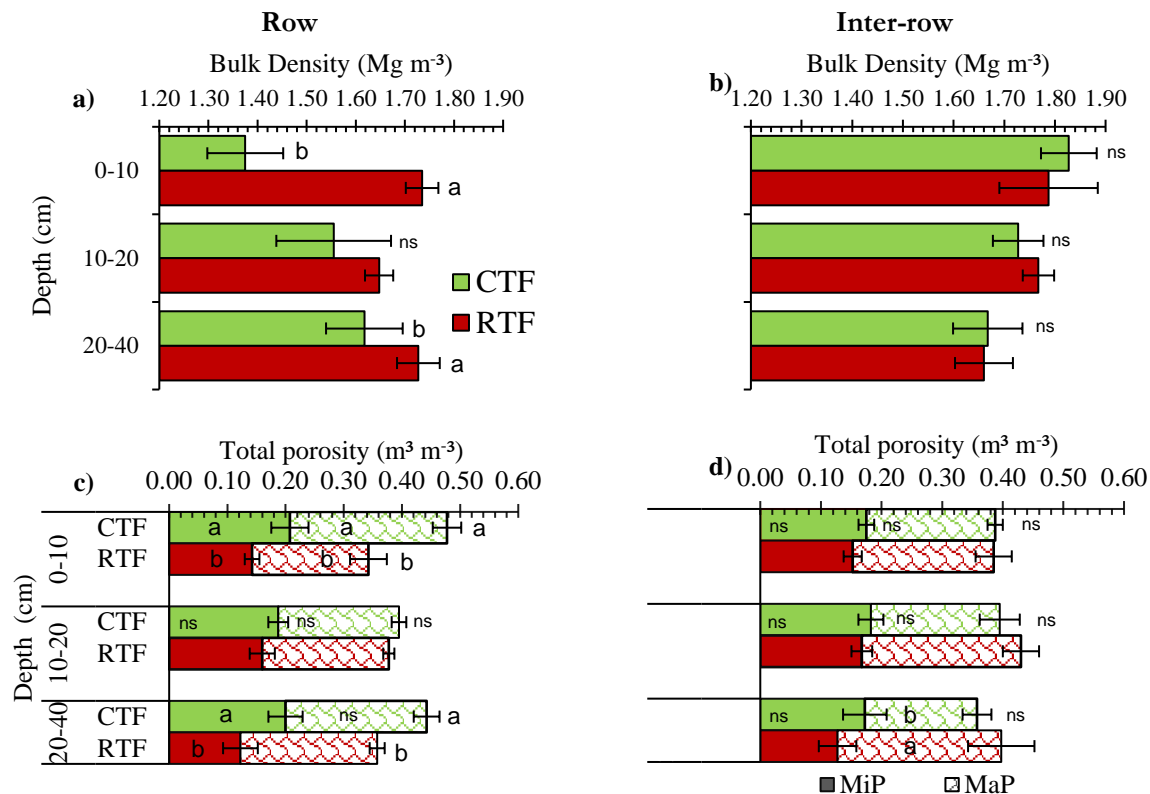 Row
Inter-row
Bulk Density (Mg m⁻³)
Bulk Density (Mg m⁻³)
a)
b)
1.20 1.30 1.40 1.50 1.60 1.70 1.80 1.90
1.20 1.30 1.40 1.50 1.60 1.70 1.80 1.90
Depth (cm)
0-10
b
a
ns
10-20
ns
ns
CTF
RTF
20-40
b
a
ns
Total porosity (m³ m⁻³)
Total porosity (m³ m⁻³)
c)
d)
0.00 0.10 0.20 0.30 0.40 0.50 0.60
0.00 0.10 0.20 0.30 0.40 0.50 0.60
Depth (cm)
0-10
CTF a a a
RTF b b b
ns ns ns
10-20
CTF ns ns ns
RTF
ns ns ns
20-40
CTF a ns a
RTF b b
ns b ns
a
MiP MaP